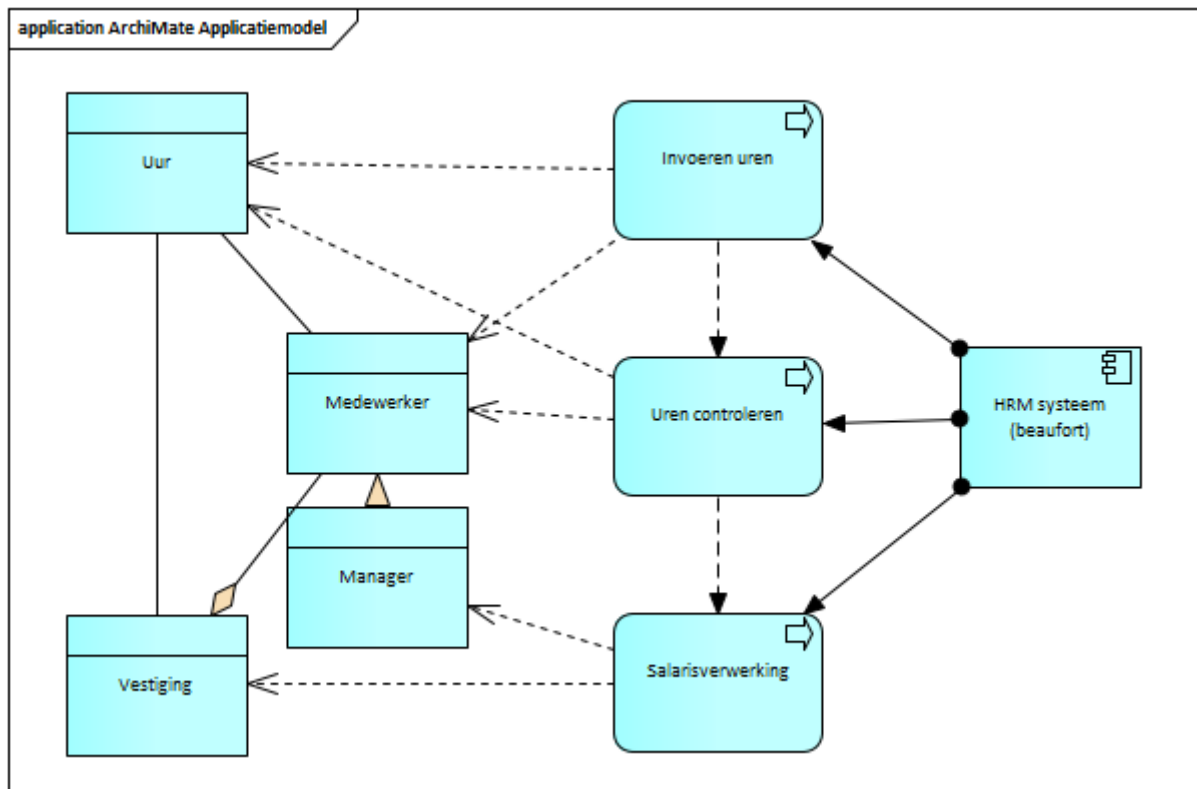 application ArchiMate Applicatiemodel
Uur
Invoeren uren
Medewerker
Uren controleren
HRM systeem
(beaufort)
Manager
Vestiging
Salarisverwerking